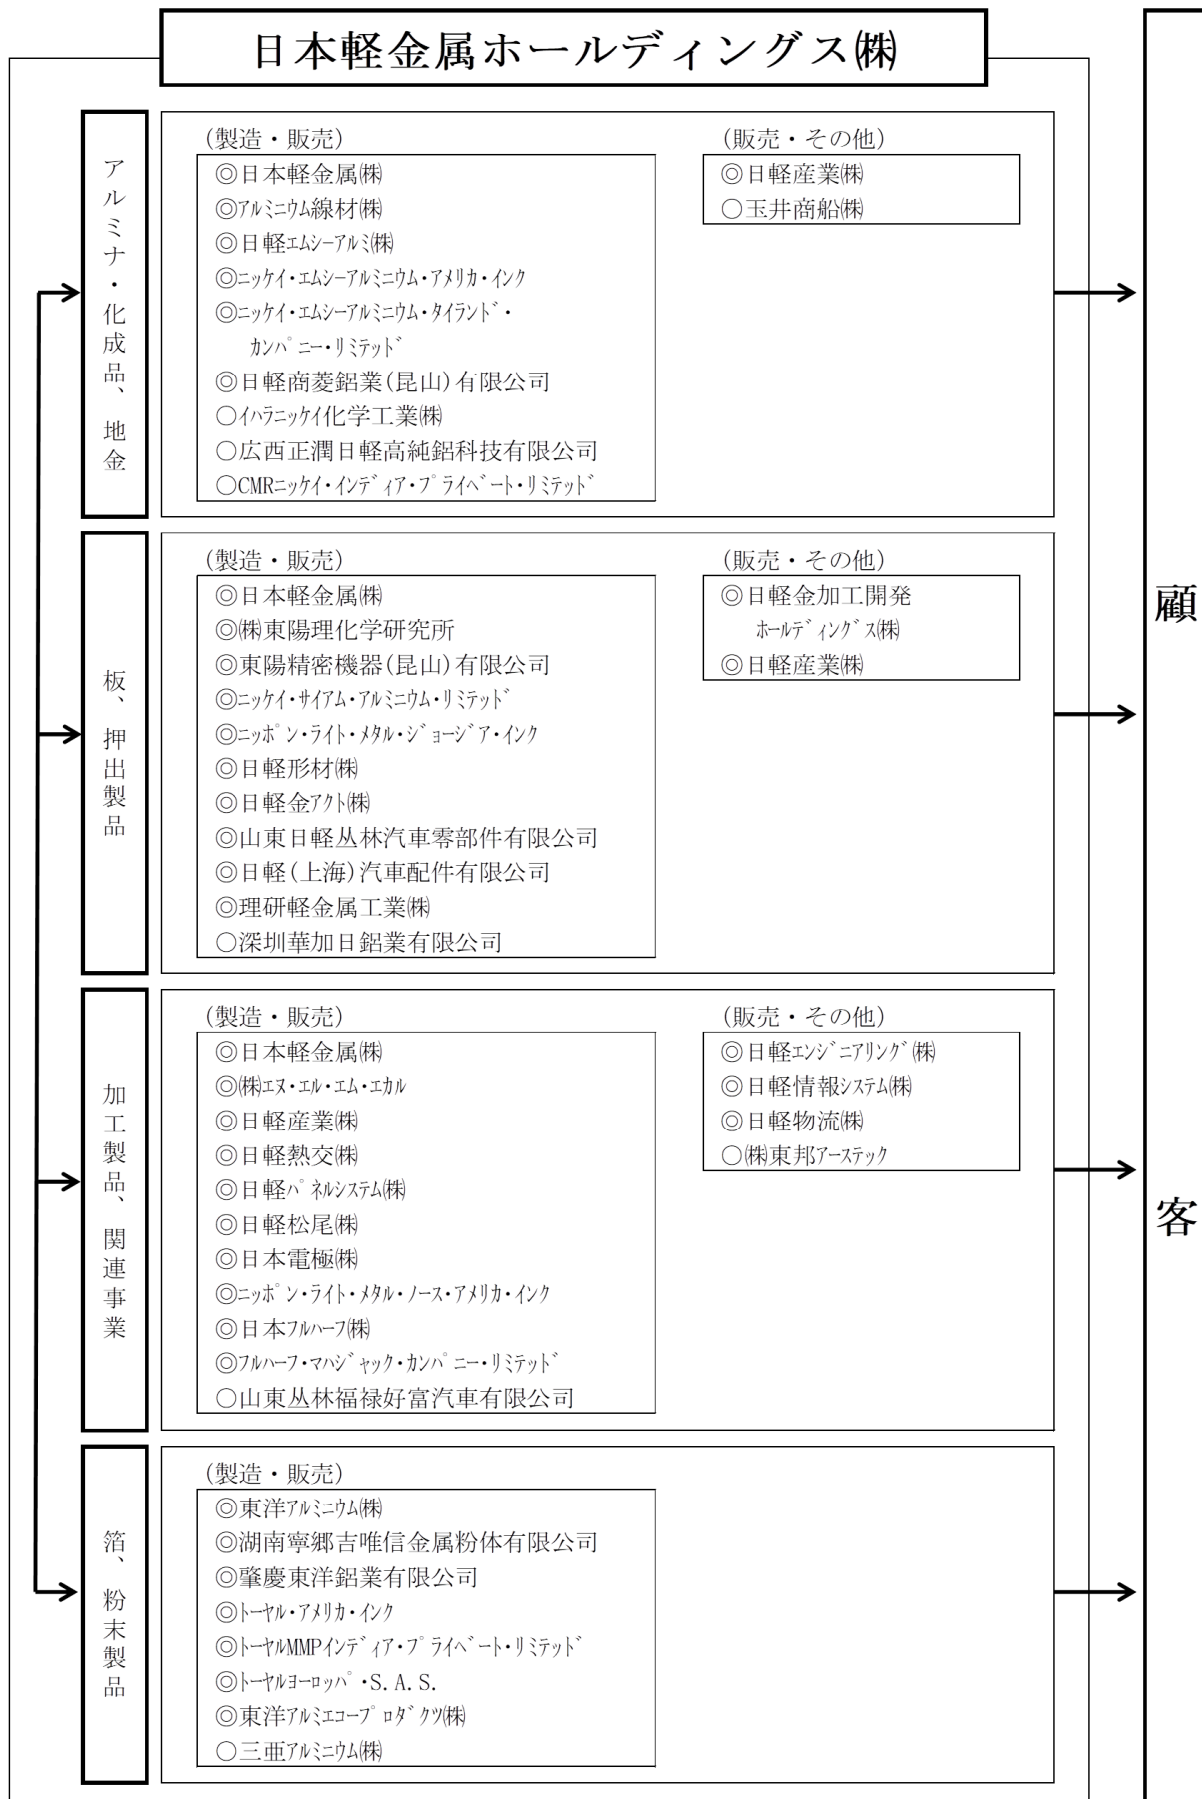 日本軽金属ホールディングス㈱
アルミナ・化成品、地金
(製造・販売)
◎日本軽金属㈱
◎ｱﾙﾐﾆｳﾑ線材㈱
◎日軽ｴﾑｼｰｱﾙﾐ㈱
◎ﾆｯｹｲ・ｴﾑｼｰｱﾙﾐﾆｳﾑ・ｱﾒﾘｶ・ｲﾝｸ
◎ﾆｯｹｲ・ｴﾑｼｰｱﾙﾐﾆｳﾑ・ﾀｲﾗﾝﾄﾞ・
ｶﾝﾊﾟﾆｰ・ﾘﾐﾃｯﾄﾞ
◎日軽商菱鋁業(昆山)有限公司
○ｲﾊﾗﾆｯｹｲ化学工業㈱
○広西正潤日軽高純鋁科技有限公司
○CMRﾆｯｹｲ・ｲﾝﾃﾞｨｱ・ﾌﾟﾗｲﾍﾞｰﾄ・ﾘﾐﾃｯﾄﾞ
(販売・その他)
◎日軽産業㈱
○玉井商船㈱
板、押出製品
(製造・販売)
◎日本軽金属㈱
◎㈱東陽理化学研究所
◎東陽精密機器(昆山)有限公司
◎ﾆｯｹｲ・ｻｲｱﾑ・ｱﾙﾐﾆｳﾑ・ﾘﾐﾃｯﾄﾞ
◎ﾆｯﾎﾟﾝ・ﾗｲﾄ・ﾒﾀﾙ・ｼﾞｮｰｼﾞｱ・ｲﾝｸ
◎日軽形材㈱
◎日軽金ｱｸﾄ㈱
◎山東日軽丛林汽車零部件有限公司
◎日軽(上海)汽車配件有限公司
◎理研軽金属工業㈱
○深圳華加日鋁業有限公司
(販売・その他)
◎日軽金加工開発
ﾎｰﾙﾃﾞｨﾝｸﾞｽ㈱
◎日軽産業㈱
加工製品、関連事業
(製造・販売)
◎日本軽金属㈱
◎㈱ｴﾇ・ｴﾙ・ｴﾑ・ｴｶﾙ
◎日軽産業㈱
◎日軽熱交㈱
◎日軽ﾊﾟﾈﾙｼｽﾃﾑ㈱
◎日軽松尾㈱
◎日本電極㈱
◎ﾆｯﾎﾟﾝ・ﾗｲﾄ・ﾒﾀﾙ・ﾉｰｽ・ｱﾒﾘｶ・ｲﾝｸ
◎日本ﾌﾙﾊｰﾌ㈱
◎ﾌﾙﾊｰﾌ・ﾏﾊｼﾞｬｯｸ・ｶﾝﾊﾟﾆｰ・ﾘﾐﾃｯﾄﾞ
○山東丛林福禄好富汽車有限公司
(販売・その他)
◎日軽ｴﾝｼﾞﾆｱﾘﾝｸﾞ㈱
◎日軽情報ｼｽﾃﾑ㈱
◎日軽物流㈱
○㈱東邦ｱｰｽﾃｯｸ
箔、粉末製品
(製造・販売)
◎東洋ｱﾙﾐﾆｳﾑ㈱
◎湖南寧郷吉唯信金属粉体有限公司
◎肇慶東洋鋁業有限公司
◎ﾄｰﾔﾙ・ｱﾒﾘｶ・ｲﾝｸ
◎ﾄｰﾔﾙMMPｲﾝﾃﾞｨｱ・ﾌﾟﾗｲﾍﾞｰﾄ・ﾘﾐﾃｯﾄﾞ
◎ﾄｰﾔﾙﾖｰﾛｯﾊﾟ・S.A.S.
◎東洋ｱﾙﾐｴｺｰﾌﾟﾛﾀﾞｸﾂ㈱
○三亜ｱﾙﾐﾆｳﾑ㈱
顧客